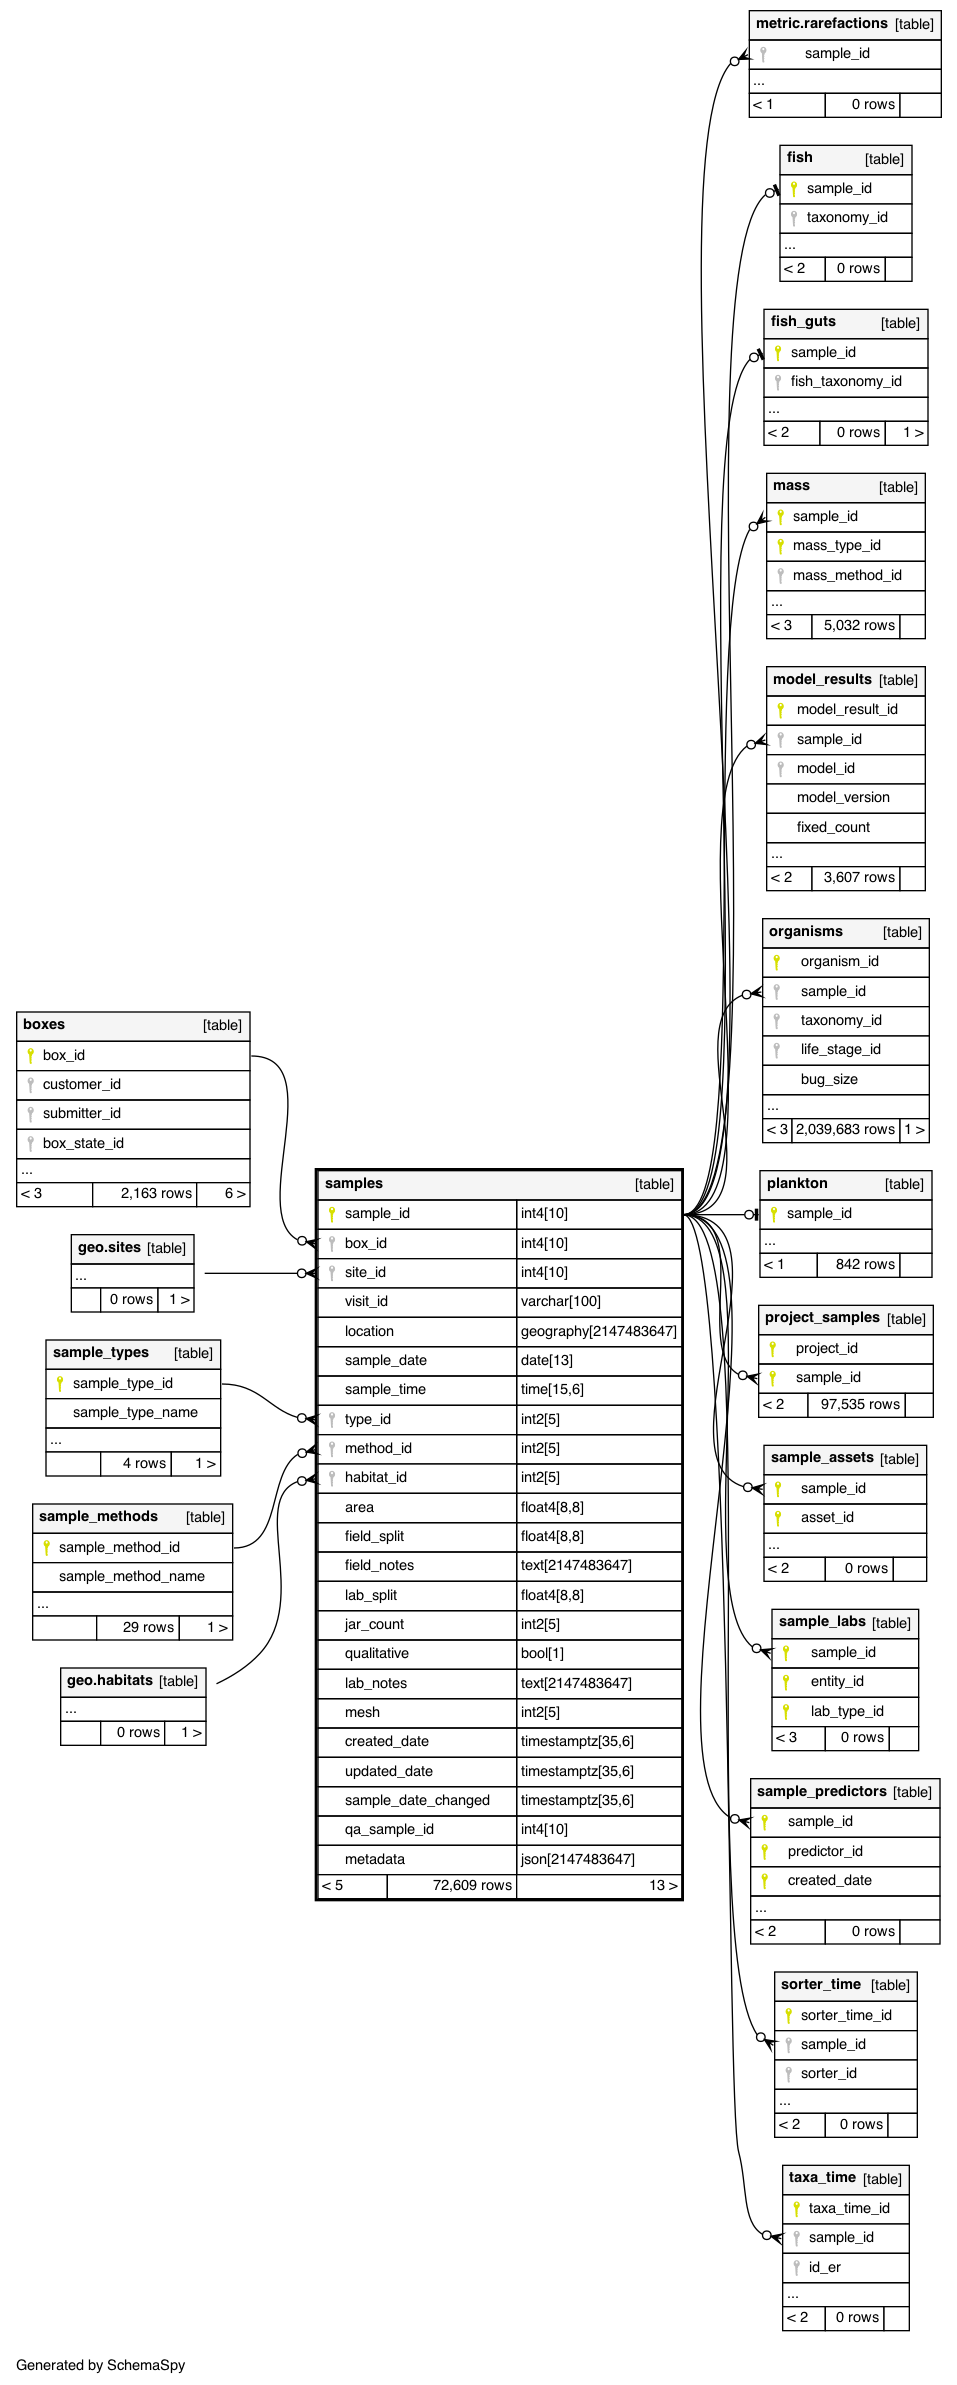 metric.rarefactions [table]
sample_id
...
< 1 0 rows
fish [table]
sample_id
taxonomy_id
...
< 2 0 rows
fish_guts [table]
sample_id
fish_taxonomy_id
...
< 2 0 rows 1 >
mass [table]
sample_id
mass_type_id
mass_method_id
...
< 3 5,032 rows
model_results [table]
model_result_id
sample_id
model_id
model_version
fixed_count
...
< 2 3,607 rows
organisms [table]
organism_id
sample_id
taxonomy_id
life_stage_id
bug_size
...
< 3 2,039,683 rows 1 >
boxes [table]
box_id
customer_id
submitter_id
box_state_id
...
< 3 2,163 rows 6 >
geo.sites [table]
...
0 rows 1 >
sample_types [table]
sample_type_id
sample_type_name
...
4 rows 1 >
sample_methods [table]
sample_method_id
sample_method_name
...
29 rows 1 >
geo.habitats [table]
...
0 rows 1 >
samples [table]
sample_id int4[10]
box_id int4[10]
site_id int4[10]
visit_id varchar[100]
location geography[2147483647]
sample_date date[13]
sample_time time[15,6]
type_id int2[5]
method_id int2[5]
habitat_id int2[5]
area float4[8,8]
field_split float4[8,8]
field_notes text[2147483647]
lab_split float4[8,8]
jar_count int2[5]
qualitative bool[1]
lab_notes text[2147483647]
mesh int2[5]
created_date timestamptz[35,6]
updated_date timestamptz[35,6]
sample_date_changed timestamptz[35,6]
qa_sample_id int4[10]
metadata json[2147483647]
< 5 72,609 rows 13 >
plankton [table]
sample_id
...
< 1 842 rows
project_samples [table]
project_id
sample_id
< 2 97,535 rows
sample_assets [table]
sample_id
asset_id
...
< 2 0 rows
sample_labs [table]
sample_id
entity_id
lab_type_id
< 3 0 rows
sample_predictors [table]
sample_id
predictor_id
created_date
...
< 2 0 rows
sorter_time [table]
sorter_time_id
sample_id
sorter_id
...
< 2 0 rows
taxa_time [table]
taxa_time_id
sample_id
id_er
...
< 2 0 rows
Generated by SchemaSpy